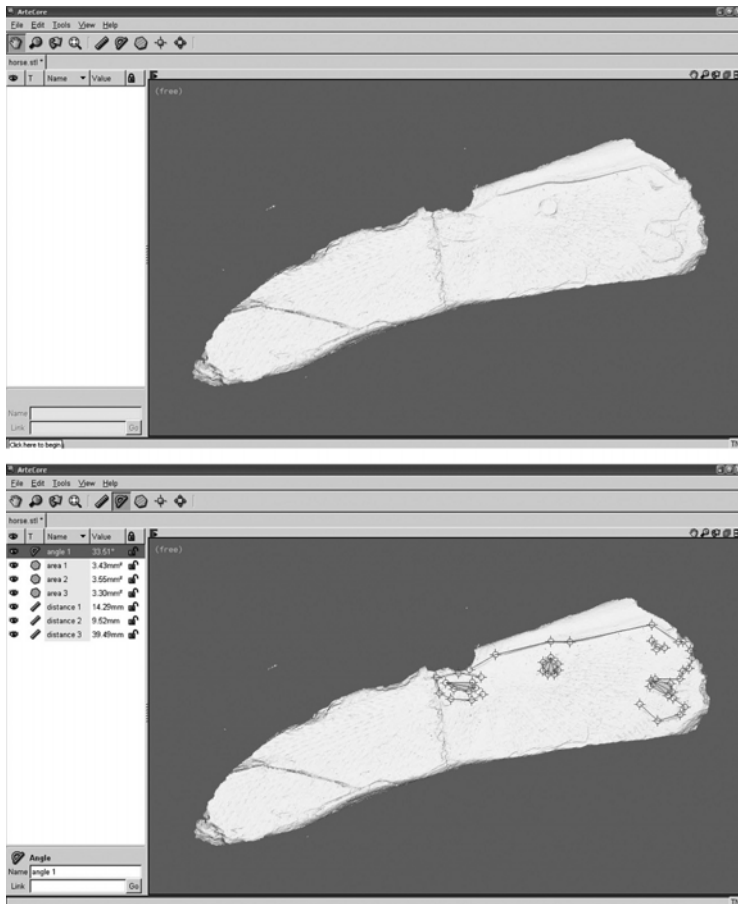 ArteCore
File Edit Tools View Help
horse.stl *
T Name Value
(free)
Name
Link Go
Click here to begin
ArteCore
File Edit Tools View Help
horse.stl *
T Name Value
(free)
angle 1 33.51°
area 1 3.43mm²
area 2 3.55mm²
area 3 3.30mm²
distance 1 14.29mm
distance 2 9.52mm
distance 3 39.49mm
Angle
Name angle 1
Link Go